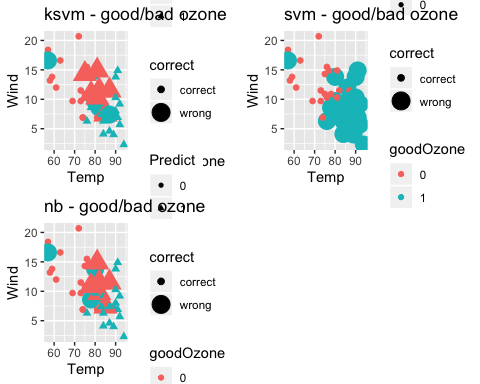 ksvm - good/bad ozone
20
15
10
5
Wind
60 70 80 90
Temp
correct
correct
wrong
Predict one
0
svm - good/bad ozone
0
20
15
10
5
Wind
60 70 80 90
Temp
correct
correct
wrong
goodOzone
0
1
nb - good/bad ozone
20
15
10
5
Wind
60 70 80 90
Temp
correct
correct
wrong
goodOzone
0